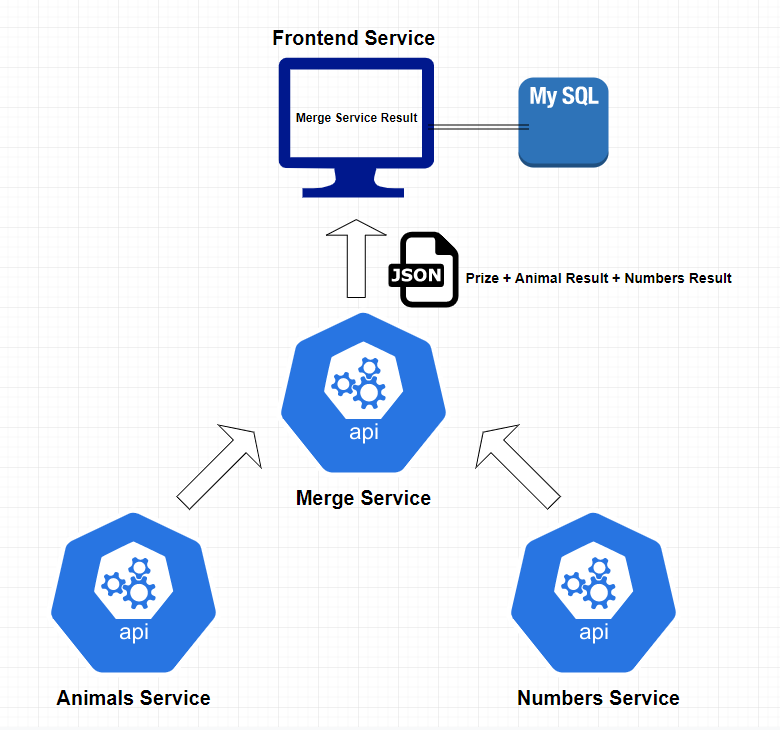 Frontend Service
Merge Service Result
My SQL
JSON
Prize + Animal Result + Numbers Result
api
Merge Service
api
api
Animals Service
Numbers Service